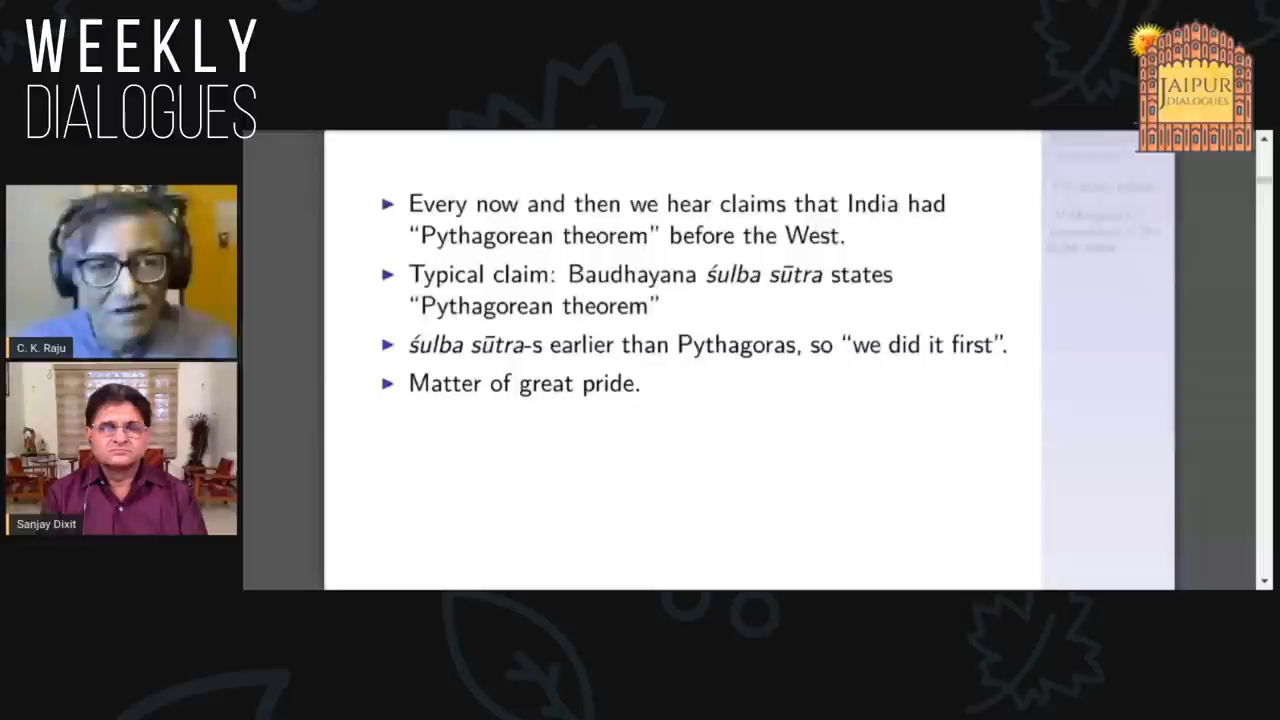 WEEKLY
DIALOGUES
JAIPUR
DIALOGUES
▶ Every now and then we hear claims that India had
“Pythagorean theorem” before the West.
▶ Typical claim: Baudhayana śulba sūtra states
“Pythagorean theorem”
▶ śulba sūtra-s earlier than Pythagoras, so “we did it first”.
▶ Matter of great pride.
C. K. Raju
Sanjay Dixit